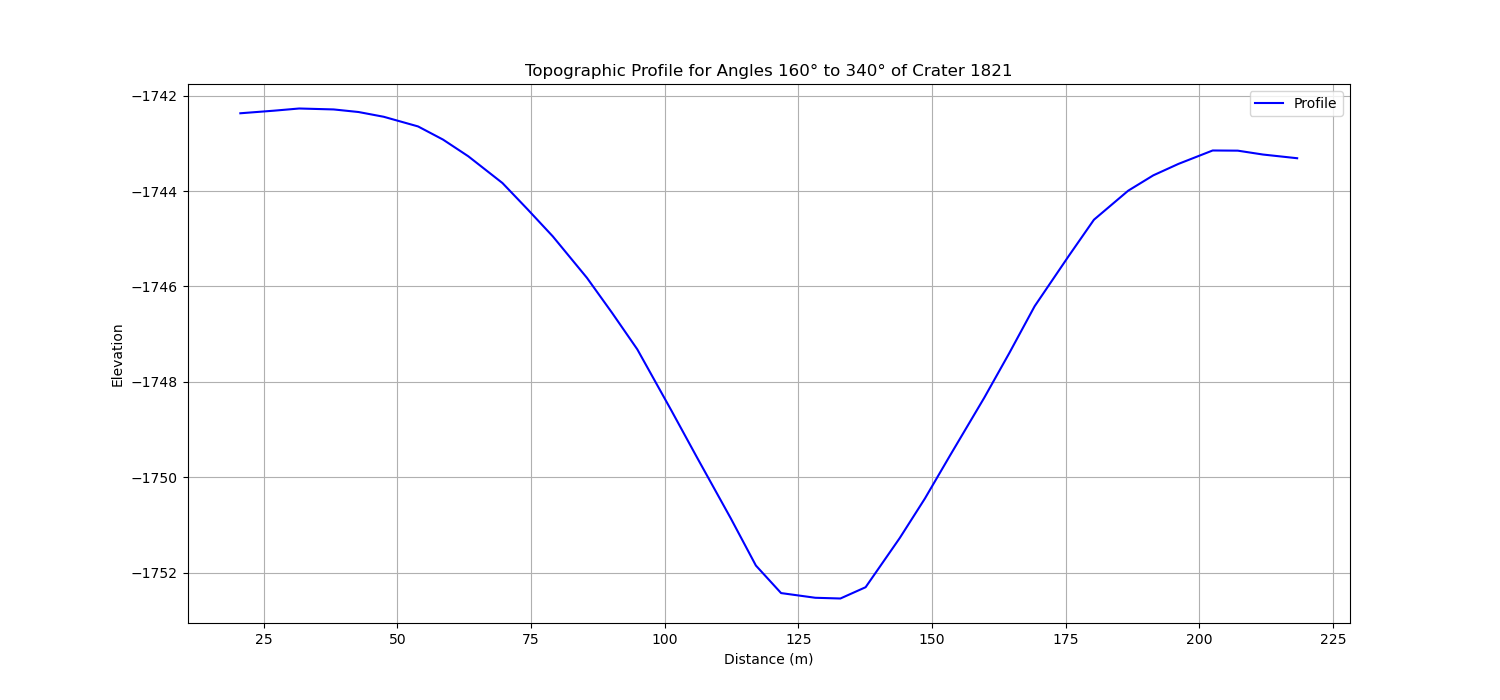 Topographic Profile for Angles 160° to 340° of Crater 1821
Profile
−1742
−1744
−1746
−1748
−1750
−1752
Elevation
25 50 75 100 125 150 175 200 225
Distance (m)